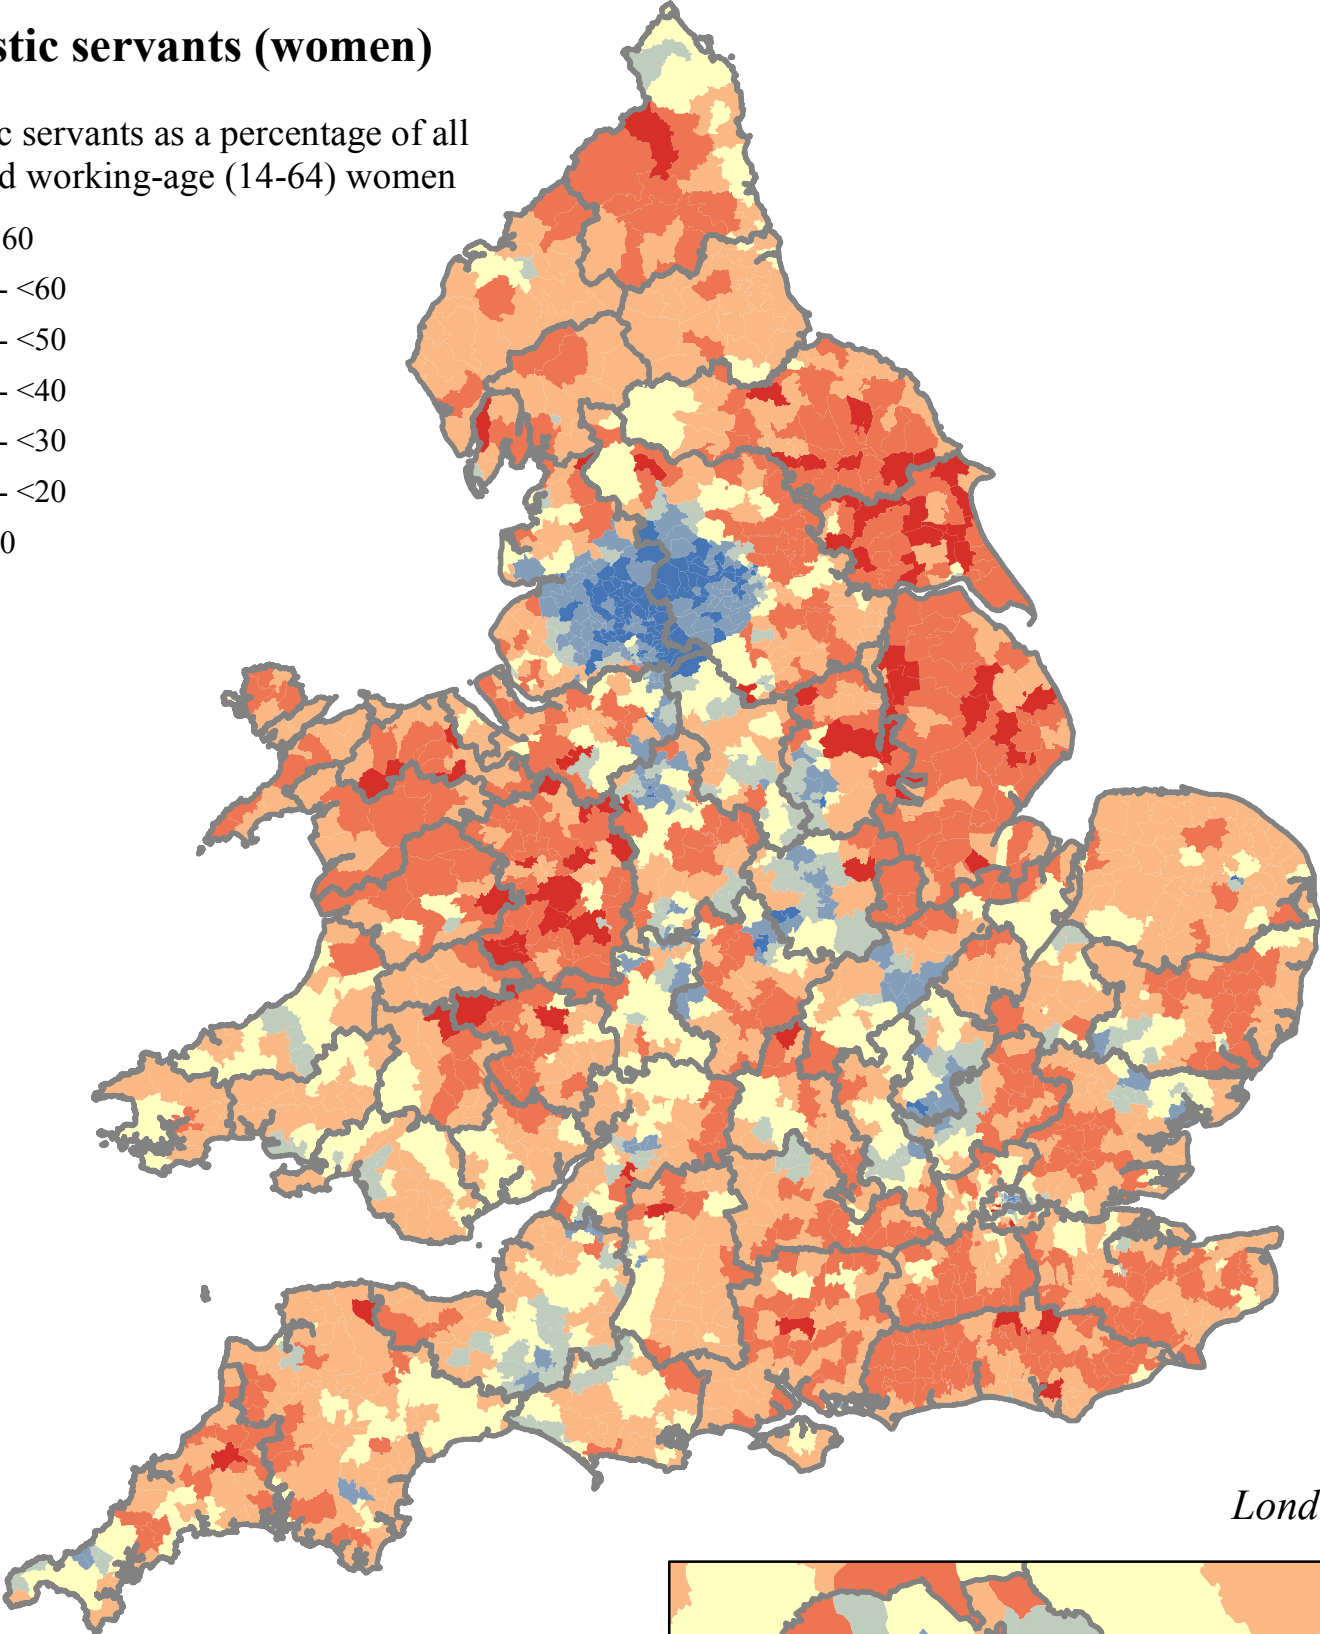 stic servants (women)
c servants as a percentage of all
d working-age (14-64) women
60
- <60
- <50
- <40
- <30
- <20
0
Lond